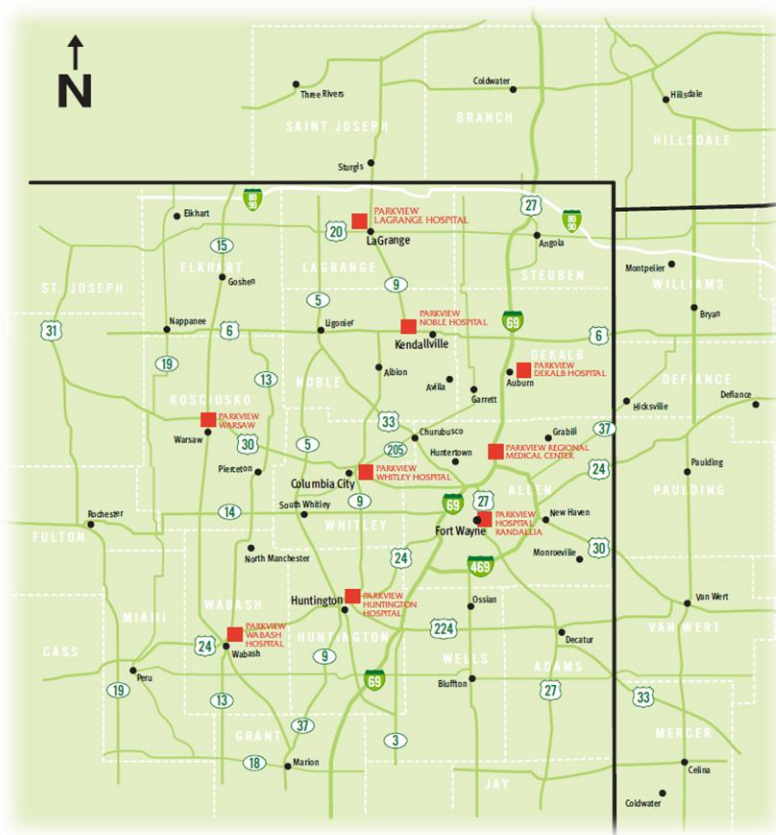 N
Three Rivers
Coldwater
Hillsdale
SAINT JOSEPH
BRANCH
HILLSDALE
Sturgis
Elkhart
80
90
27
80
90
PARKVIEW
LAGRANGE HOSPITAL
20
LaGrange
15
Angola
ELKHART
LAGRANGE
STEUBEN
Goshen
9
Montpelier
WILLIAMS
ST. JOSEPH
5
Bryan
31
Nappanee
6
Ligonier
PARKVIEW
NOBLE HOSPITAL
69
6
Kendallville
19
13
Albion
DEKALB
PARKVIEW
DEKALB HOSPITAL
NOBLE
Avilla
Auburn
Garrett
DEFIANCE
KOSCIUSKO
Hicksville
Defiance
PARKVIEW
WARSAW
33
Warsaw
30
5
Churubusco
Grabill
37
205
Huntertown
PARKVIEW REGIONAL
MEDICAL CENTER
Pierceton
Columbia City
PARKVIEW
WHITLEY HOSPITAL
24
Paulding
ALLEN
PAULDING
14
South Whitley
9
69
27
Rochester
WHITLEY
Fort Wayne
PARKVIEW
HOSPITAL
RANDALLIA
New Haven
FULTON
North Manchester
24
Monroeville
30
469
WABASH
Huntington
PARKVIEW
HUNTINGTON
HOSPITAL
Ossian
Van Wert
MIAMI
PARKVIEW
WABASH
HOSPITAL
HUNTINGTON
224
Decatur
VAN WERT
CASS
24
Wabash
9
WELLS
ADAMS
Peru
69
Bluffton
19
13
27
33
37
GRANT
3
MERCER
18
Marion
Celina
JAY
Coldwater